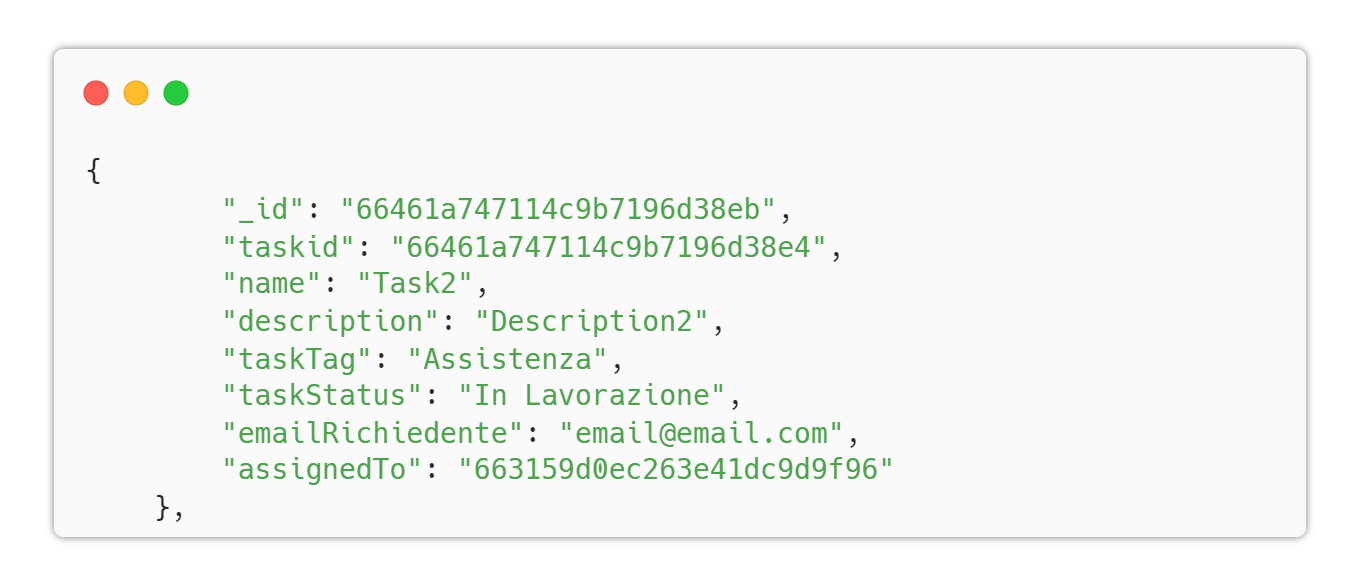 {
"_id": "66461a747114c9b7196d38eb",
"taskid": "66461a747114c9b7196d38e4",
"name": "Task2",
"description": "Description2",
"taskTag": "Assistenza",
"taskStatus": "In Lavorazione",
"emailRichiedente": "email@email.com",
"assignedTo": "663159d0ec263e41dc9d9f96"
},